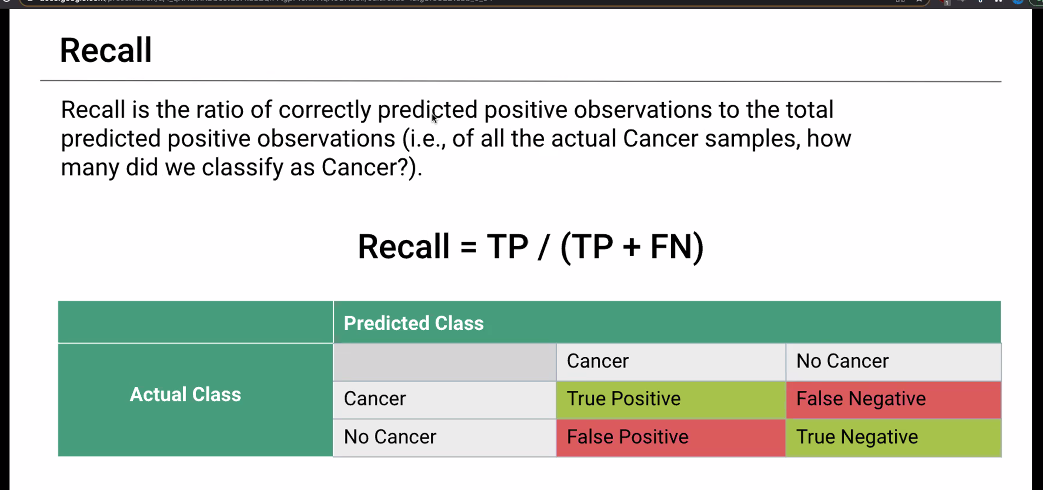 Recall
Recall is the ratio of correctly predicted positive observations to the total
predicted positive observations (i.e., of all the actual Cancer samples, how
many did we classify as Cancer?).
Recall = TP / (TP + FN)
Predicted Class
Actual Class
Cancer No Cancer
Cancer True Positive False Negative
No Cancer False Positive True Negative